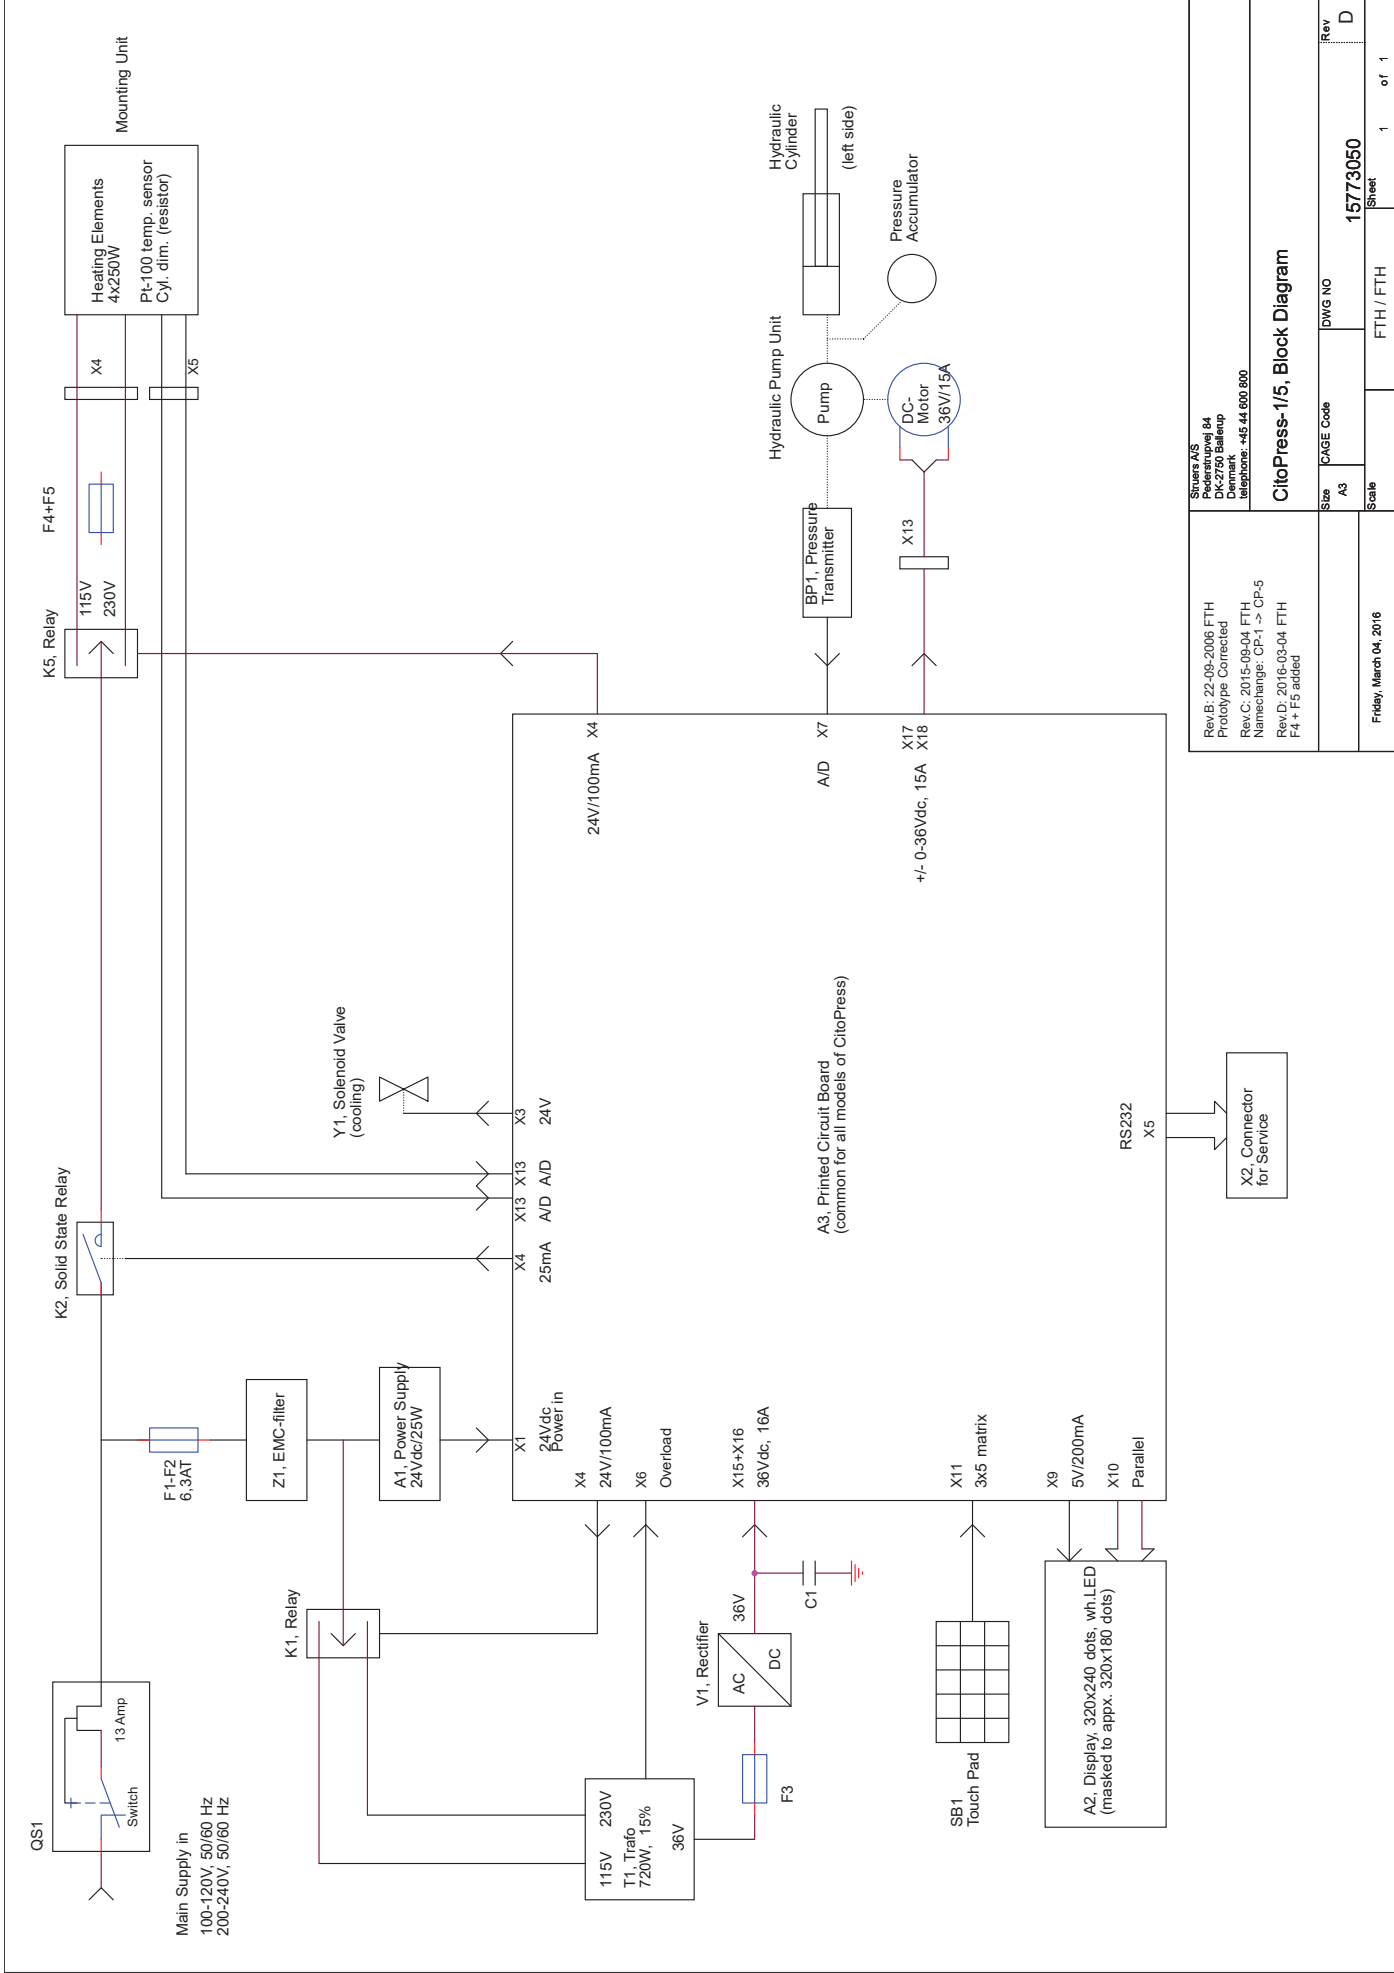 QS1
Switch
13 Amp
Main Supply in
100-120V, 50/60 Hz
200-240V, 50/60 Hz
K2, Solid State Relay
K5, Relay
115V
230V
F4+F5
X4
X5
Heating Elements
4x250W
Pt-100 temp. sensor
Cyl. dim. (resistor)
Mounting Unit
F1-F2
6,3AT
Z1, EMC-filter
A1, Power Supply
24Vdc/25W
Y1, Solenoid Valve
(cooling)
K1, Relay
X1
24Vdc
Power in
X4
25mA
X13
A/D
X13
A/D
X3
24V
X4
24V/100mA
X6
Overload
X4
24V/100mA
115V
230V
T1, Trafo
720W, 15%
36V
F3
V1, Rectifier
AC
DC
36V
C1
X15+X16
36Vdc, 16A
A3, Printed Circuit Board
(common for all models of CitoPress)
A/D
X7
+/- 0-36Vdc, 15A
X17
X18
BP1, Pressure
Transmitter
X13
Hydraulic Pump Unit
Pump
DC-
Motor
36V/15A
Hydraulic
Cylinder
(left side)
Pressure
Accumulator
SB1
Touch Pad
X11
3x5 matrix
X9
5V/200mA
X10
Parallel
A2, Display, 320x240 dots, wh.LED
(masked to appx. 320x180 dots)
RS232
X5
X2, Connector
for Service
Rev.B: 22-09-2006 FTH
Prototype Corrected
Rev.C: 2015-09-04 FTH
Namechange: CP-1 -> CP-5
Rev.D: 2016-03-04 FTH
F4 + F5 added
Friday, March 04, 2016
Struers A/S
Pederstrupvej 84
DK-2750 Ballerup
Denmark
telephone: +45 44 600 800
CitoPress-1/5, Block Diagram
Size
A3
CAGE Code
DWG NO
15773050
Rev
D
Scale
FTH / FTH
Sheet
1 of 1